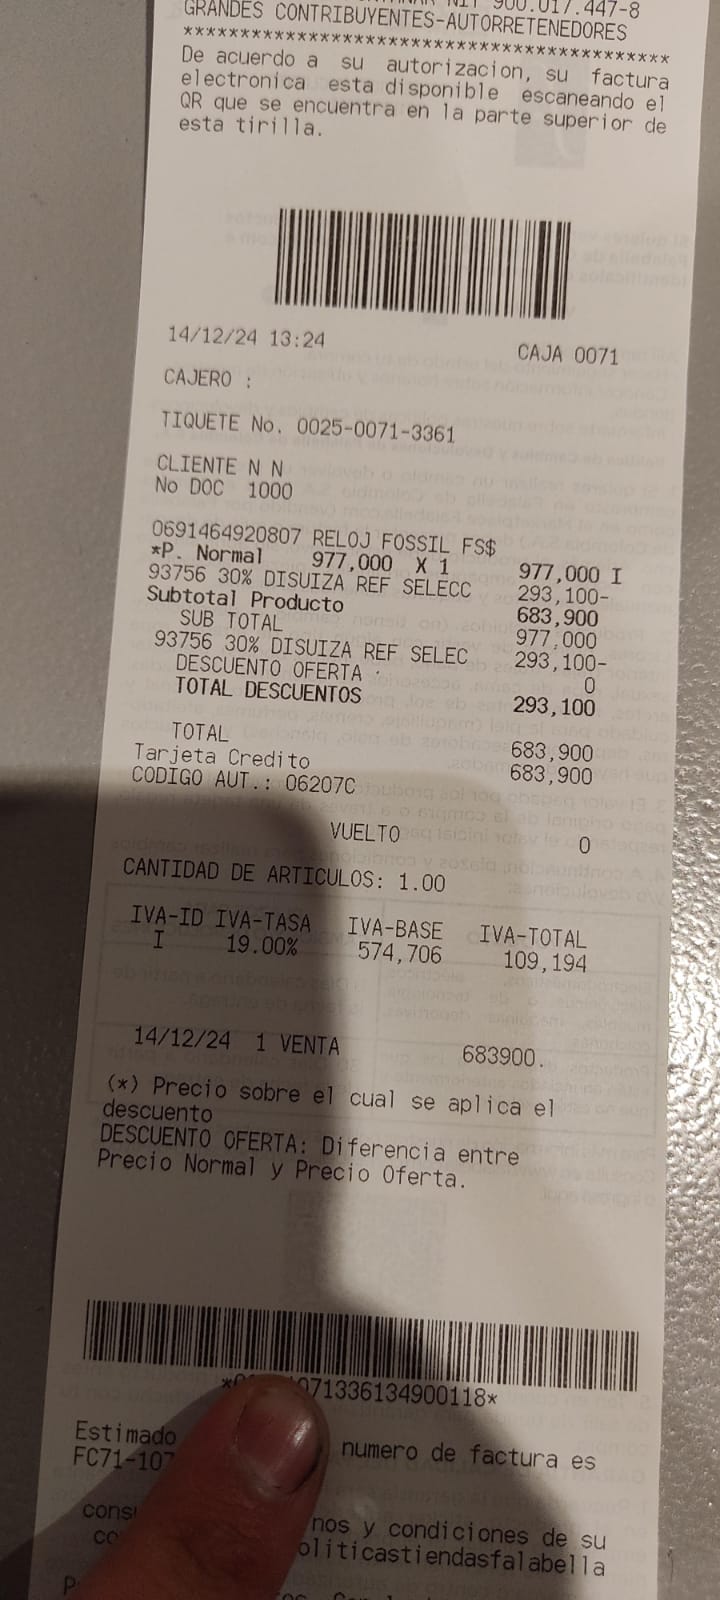 NIT 900.017.447-8
GRANDES CONTRIBUYENTES-AUTORRETENEDORES
*******************************************
De acuerdo a su autorizacion, su factura
electronica esta disponible escaneando el
QR que se encuentra en la parte superior de
esta tirilla.
14/12/24 13:24 CAJA 0071
CAJERO :
TIQUETE No. 0025-0071-3361
CLIENTE N N
No DOC 1000
0691464920807 RELOJ FOSSIL FS$
*P. Normal 977,000 X 1 977,000 I
93756 30% DISUIZA REF SELECC 293,100-
Subtotal Producto 683,900
SUB TOTAL 977,000
93756 30% DISUIZA REF SELEC 293,100-
DESCUENTO OFERTA 0
TOTAL DESCUENTOS 293,100
TOTAL 683,900
Tarjeta Credito 683,900
CODIGO AUT.: 06207C
VUELTO 0
CANTIDAD DE ARTICULOS: 1.00
IVA-ID IVA-TASA IVA-BASE IVA-TOTAL
I 19.00% 574,706 109,194
14/12/24 1 VENTA 683900.
(*) Precio sobre el cual se aplica el
descuento
DESCUENTO OFERTA: Diferencia entre
Precio Normal y Precio Oferta.
071336134900118*
Estimado numero de factura es
FC71-107
nos y condiciones de su
oliticastiendasfalabella